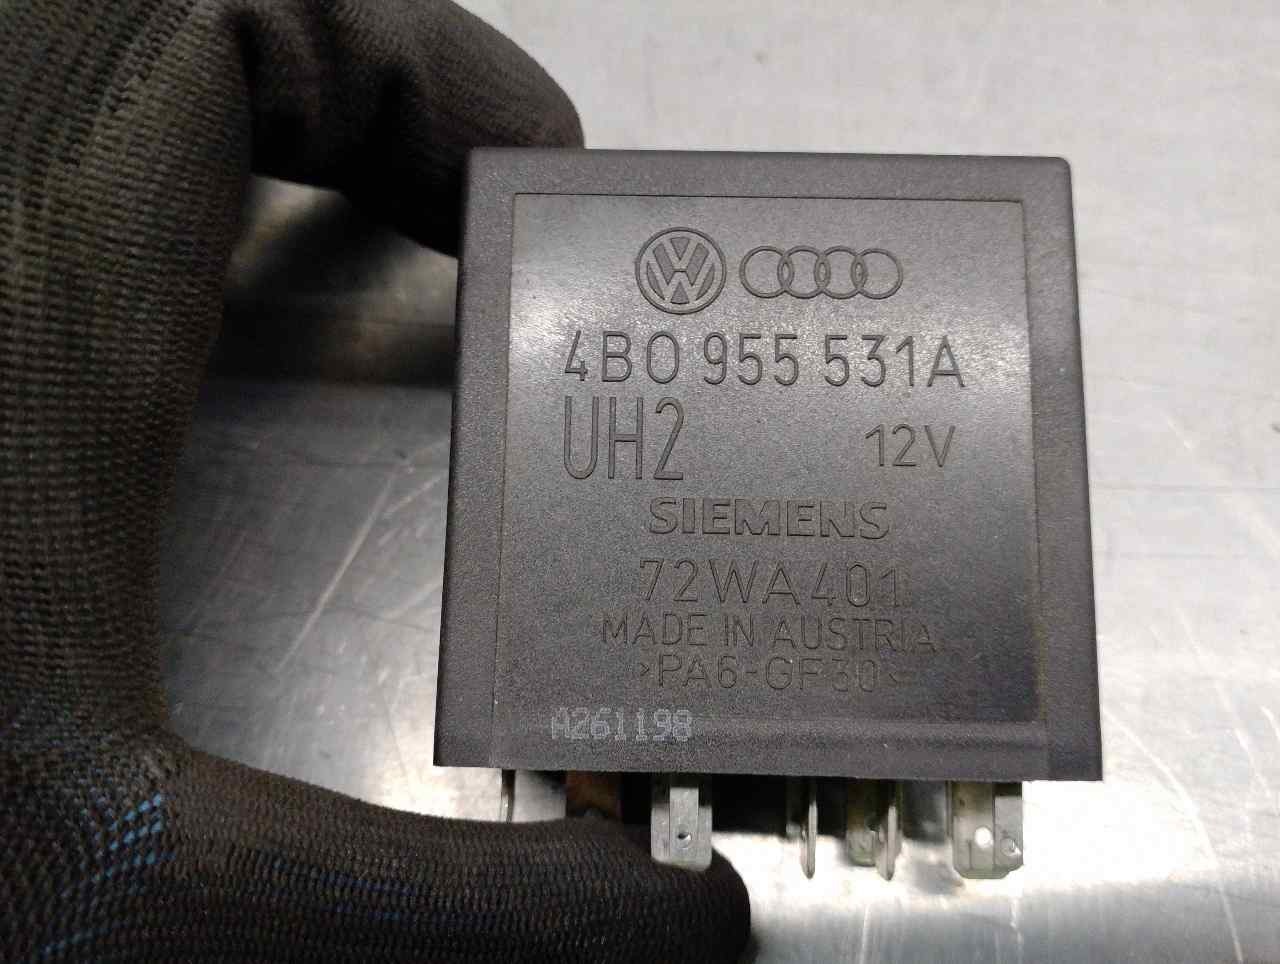 4B0 955 531A
UH2 12V
SIEMENS
72WA401
MADE IN AUSTRIA
>PA6-GF30<
A261198